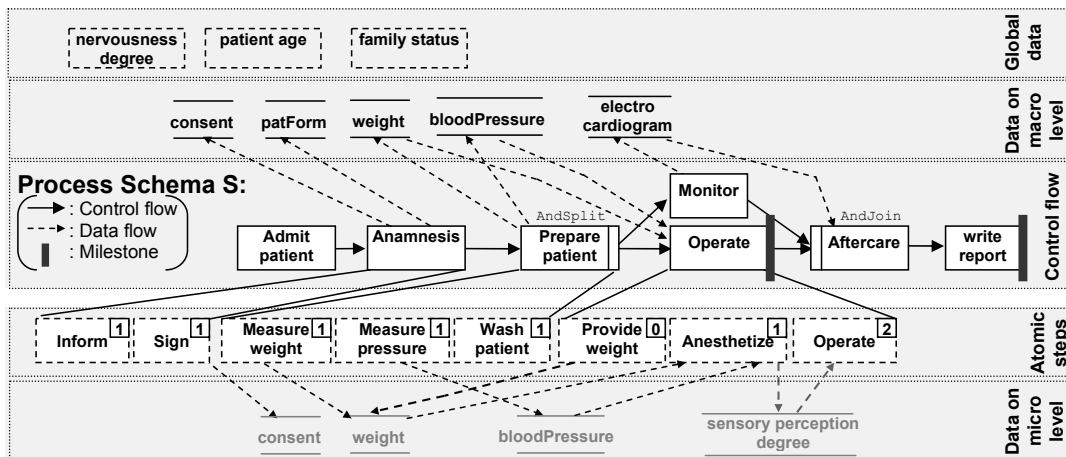 nervousness
degree
patient age
family status
Global
data
consent
patForm
weight
bloodPressure
electro
cardiogram
Data on
macro
level
Process Schema S:
: Control flow
: Data flow
: Milestone
Admit
patient
Anamnesis
AndSplit
Prepare
patient
Monitor
Operate
AndJoin
Aftercare
write
report
Control flow
Inform
1
Sign
1
Measure
weight
1
Measure
pressure
1
Wash
patient
1
Provide
weight
0
Anesthetize
1
Operate
2
Atomic
steps
consent
weight
bloodPressure
sensory perception
degree
Data on
micro
level